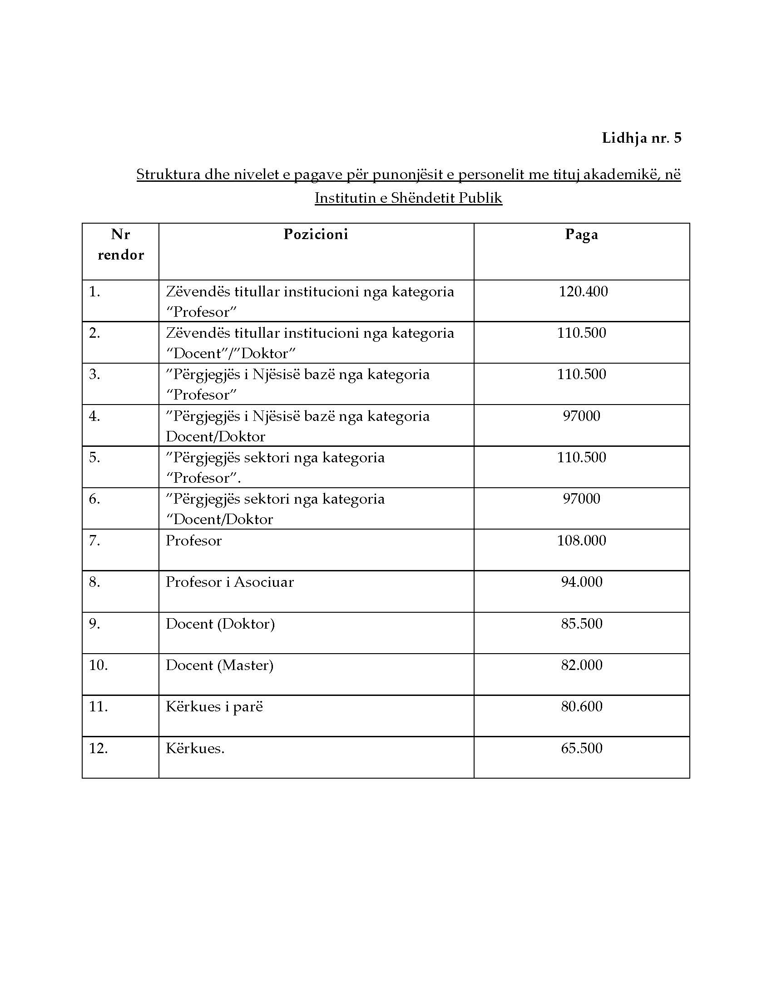 Lidhja nr. 5
Struktura dhe nivelet e pagave për punonjësit e personelit me tituj akademikë, në
Institutin e Shëndetit Publik
Nr
rendor
Pozicioni
Paga
1.
Zëvendës titullar institucioni nga kategoria
“Profesor”
120.400
2.
Zëvendës titullar institucioni nga kategoria
“Docent”/”Doktor”
110.500
3.
”Përgjegjës i Njësisë bazë nga kategoria
“Profesor”
110.500
4.
”Përgjegjës i Njësisë bazë nga kategoria
Docent/Doktor
97000
5.
”Përgjegjës sektori nga kategoria
“Profesor”.
110.500
6.
”Përgjegjës sektori nga kategoria
“Docent/Doktor
97000
7.
Profesor
108.000
8.
Profesor i Asociuar
94.000
9.
Docent (Doktor)
85.500
10.
Docent (Master)
82.000
11.
Kërkues i parë
80.600
12.
Kërkues.
65.500